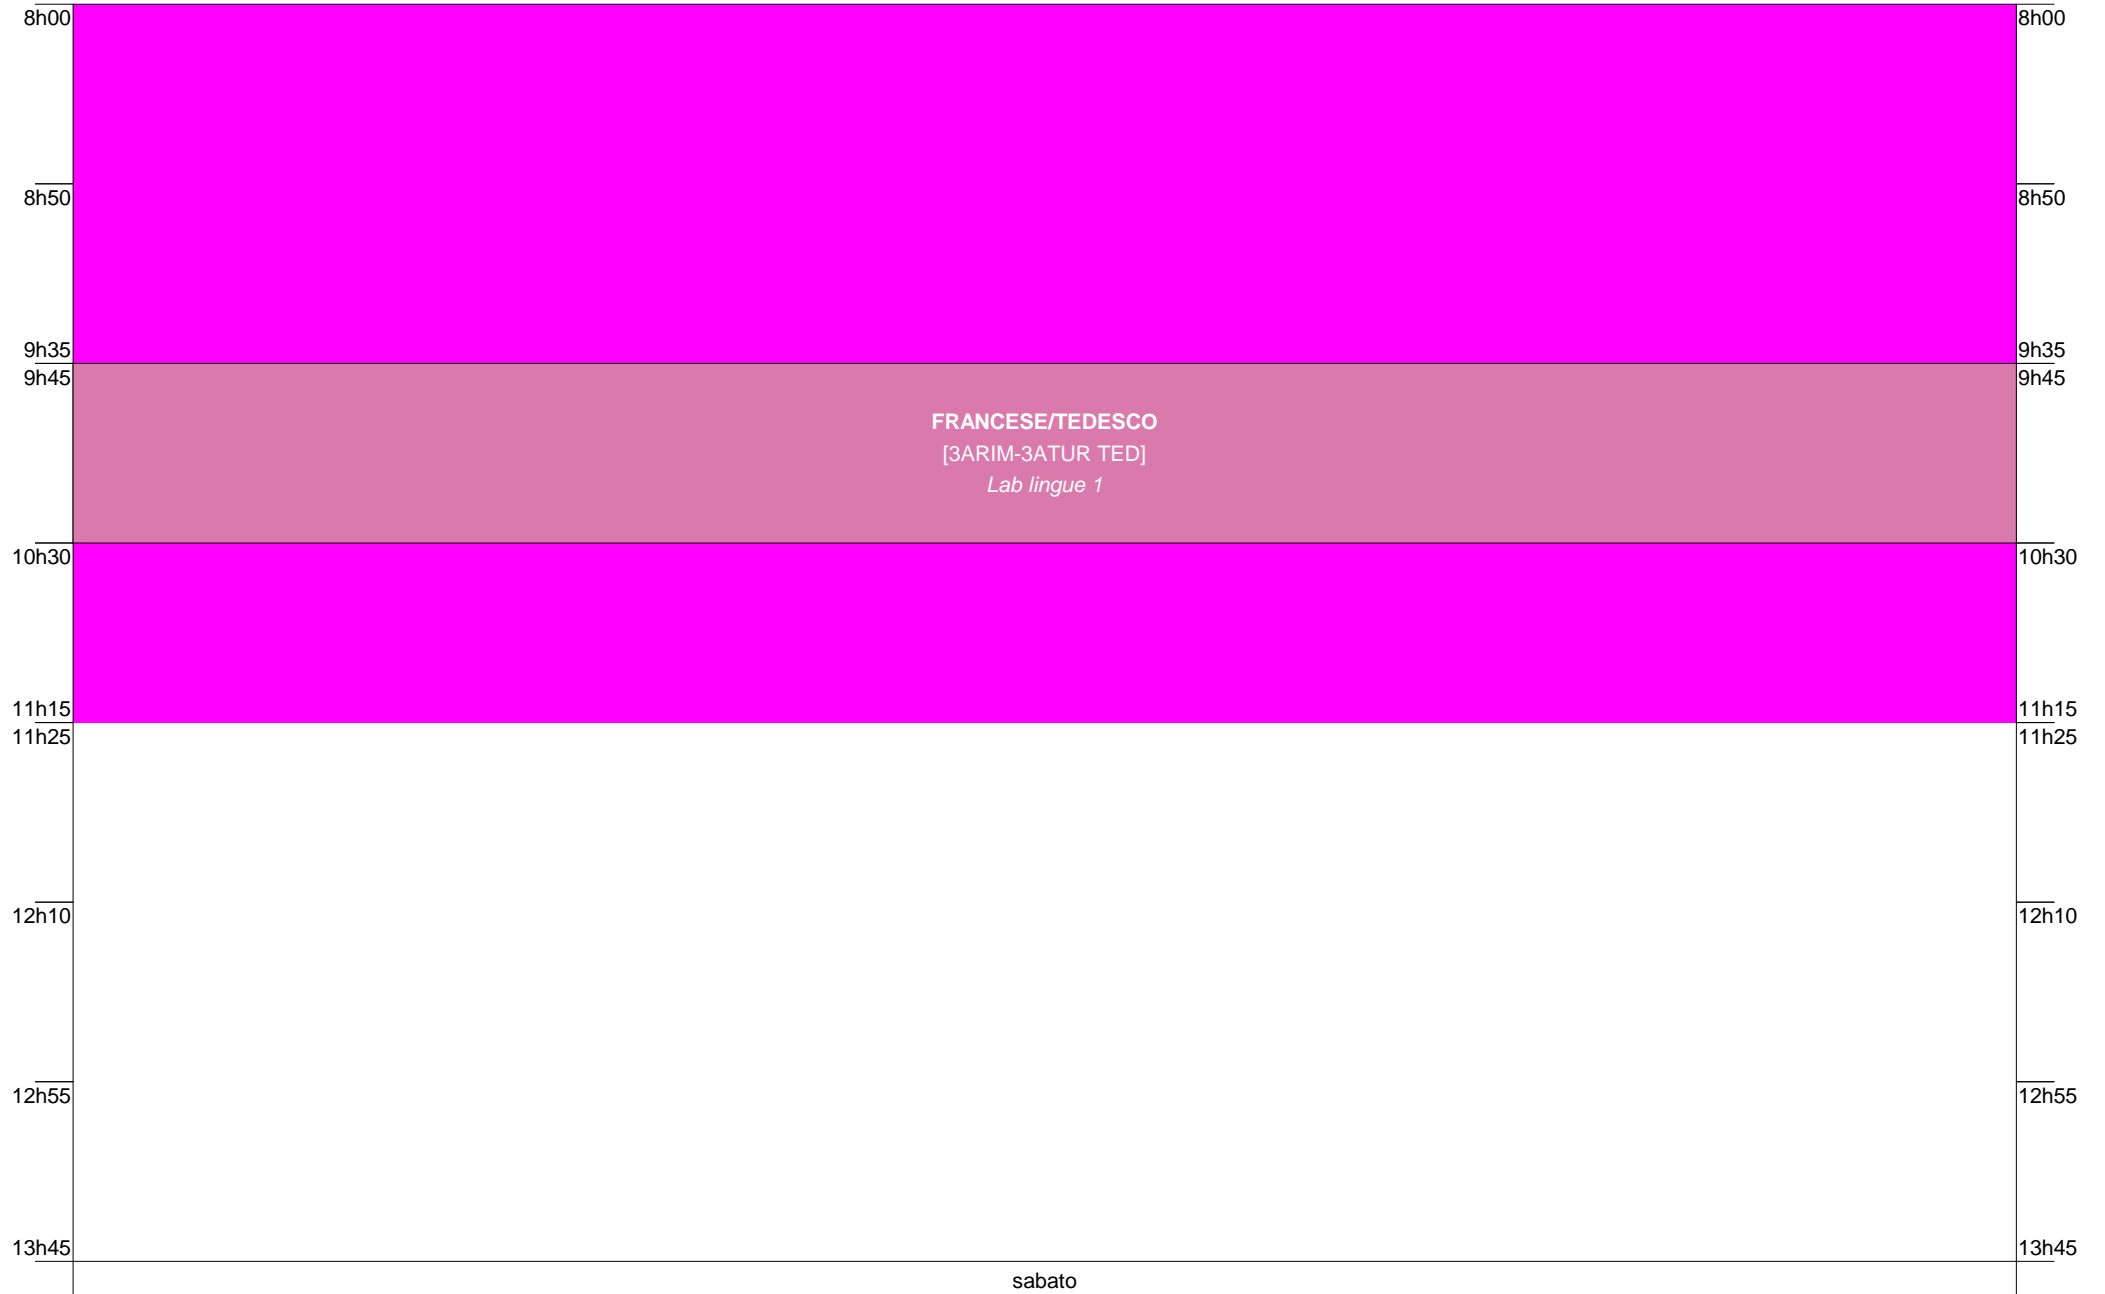 8h00 8h00
8h50 8h50
9h35 9h35
9h45 9h45
FRANCESE/TEDESCO
[3ARIM-3ATUR TED]
Lab lingue 1
10h30 10h30
11h15 11h15
11h25 11h25
12h10 12h10
12h55 12h55
13h45 13h45
sabato